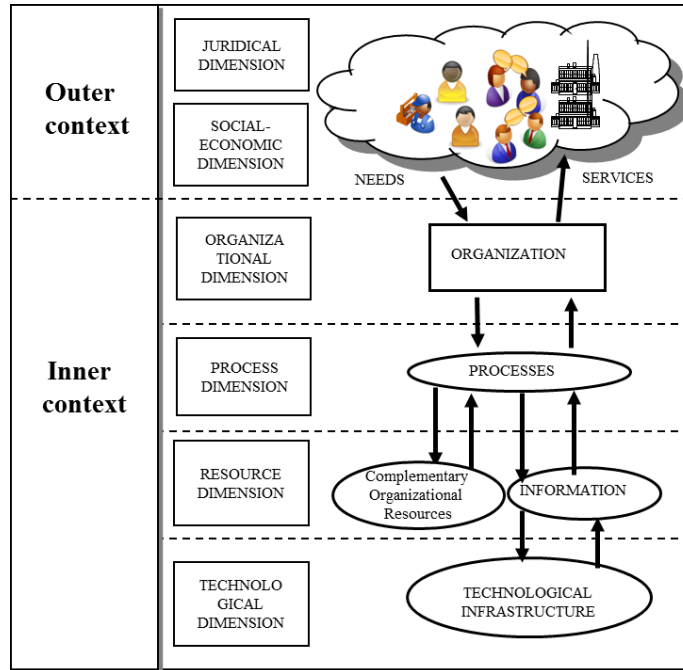 Outer
context
JURIDICAL
DIMENSION
SOCIAL-
ECONOMIC
DIMENSION
NEEDS
SERVICES
Inner
context
ORGANIZA
TIONAL
DIMENSION
ORGANIZATION
PROCESS
DIMENSION
PROCESSES
RESOURCE
DIMENSION
Complementary
Organizational
Resources
INFORMATION
TECHNOLO
GICAL
DIMENSION
TECHNOLOGICAL
INFRASTRUCTURE